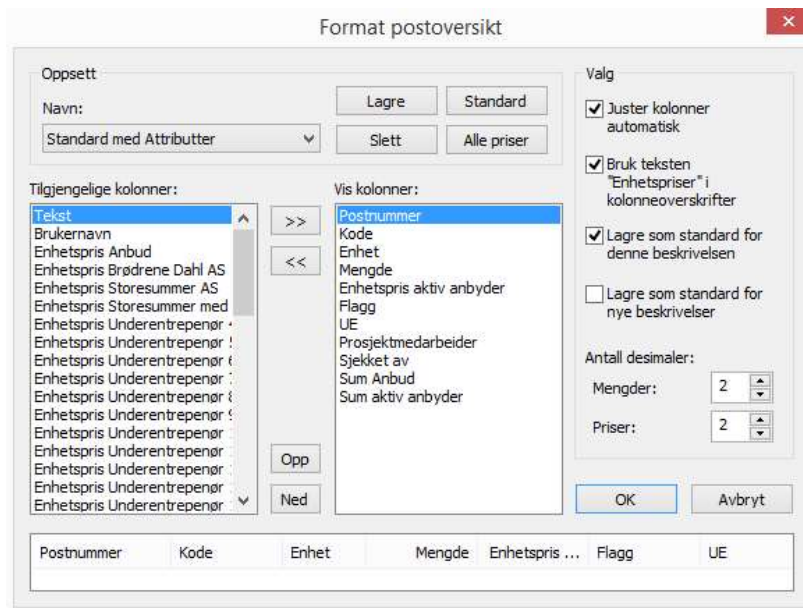 Format postoversikt
Oppsett
Navn:
Standard med Attributter
Lagre
Standard
Slett
Alle priser
Valg
Juster kolonner
automatisk
Bruk teksten
"Enhetspriser" i
kolonneoverskrifter
Lagre som standard for
denne beskrivelsen
Lagre som standard for
nye beskrivelser
Antall desimaler:
Mengder:
2
Priser:
2
Tilgjengelige kolonner:
Tekst
Brukernavn
Enhetspris Anbud
Enhetspris Brødrene Dahl AS
Enhetspris Storesummer AS
Enhetspris Storesummer med
Enhetspris Underentrepenør
Enhetspris Underentrepenør
Enhetspris Underentrepenør
Enhetspris Underentrepenør
Enhetspris Underentrepenør
Enhetspris Underentrepenør
Enhetspris Underentrepenør
Enhetspris Underentrepenør
Enhetspris Underentrepenør
Enhetspris Underentrepenør
Enhetspris Underentrepenør
>>
<<
Opp
Ned
Vis kolonner:
Postnummer
Kode
Enhet
Mengde
Enhetspris aktiv anbyder
Flagg
UE
Prosjektmedarbeider
Sjekket av
Sum Anbud
Sum aktiv anbyder
OK
Avbryt
Postnummer Kode Enhet Mengde Enhetspris ... Flagg UE